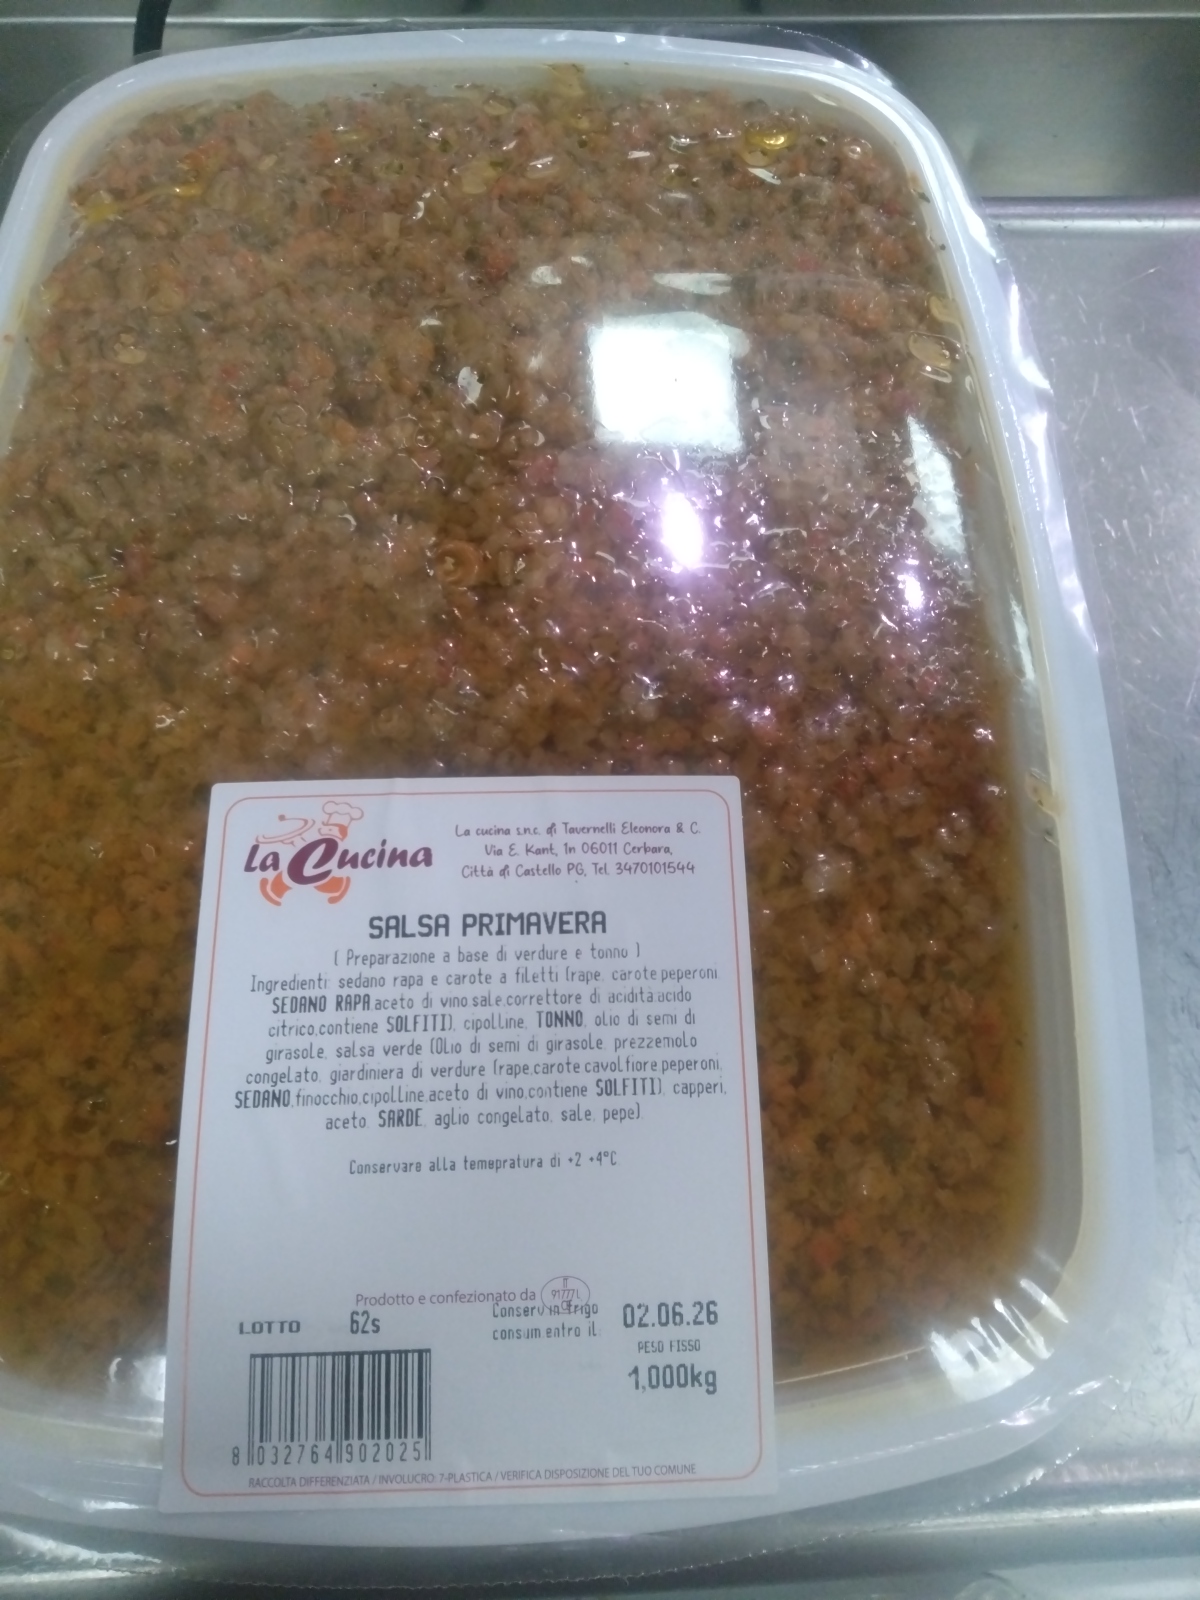 La Cucina
La cucina s.n.c. di Tavernelli Eleonora & C.
Via E. Kant, 1n 06011 Cerbara,
Città di Castello PG, Tel. 3470101544
SALSA PRIMAVERA
( Preparazione a base di verdure e tonno )
Ingredienti: sedano rapa e carote a filetti (rape, carote,peperoni,
SEDANO RAPA,aceto di vino,sale,correttore di acidità:acido
citrico,contiene SOLFITI), cipolline, TONNO, olio di semi di
girasole, salsa verde (Olio di semi di girasole, prezzemolo
congelato, giardiniera di verdure (rape,carote,cavolfiore,peperoni,
SEDANO,finocchio,cipolline,aceto di vino,contiene SOLFITI), capperi,
aceto, SARDE, aglio congelato, sale, pepe).
Conservare alla temepratura di +2 +4°C.
Prodotto e confezionato da
IT
91777L
CE
LOTTO 62s
Conserv in frigo
consum entro il:
02.06.26
PESO FISSO
1,000kg
8 032764 902025
RACCOLTA DIFFERENZIATA / INVOLUCRO: 7-PLASTICA / VERIFICA DISPOSIZIONE DEL TUO COMUNE